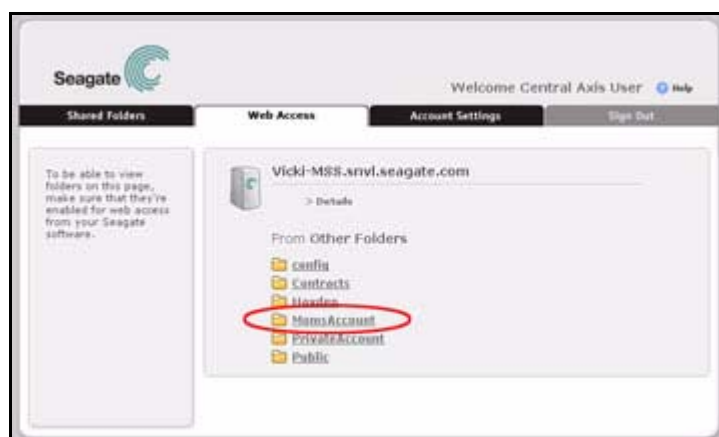 Seagate
Welcome Central Axis User
Help
Shared Folders
Web Access
Account Settings
Sign Out
To be able to view
folders on this page,
make sure that they're
enabled for web access
from your Seagate
software.
Vicki-MSS.snvl.seagate.com
> Details
From Other Folders
config
Contracts
MomsAccount
PrivateAccount
Public